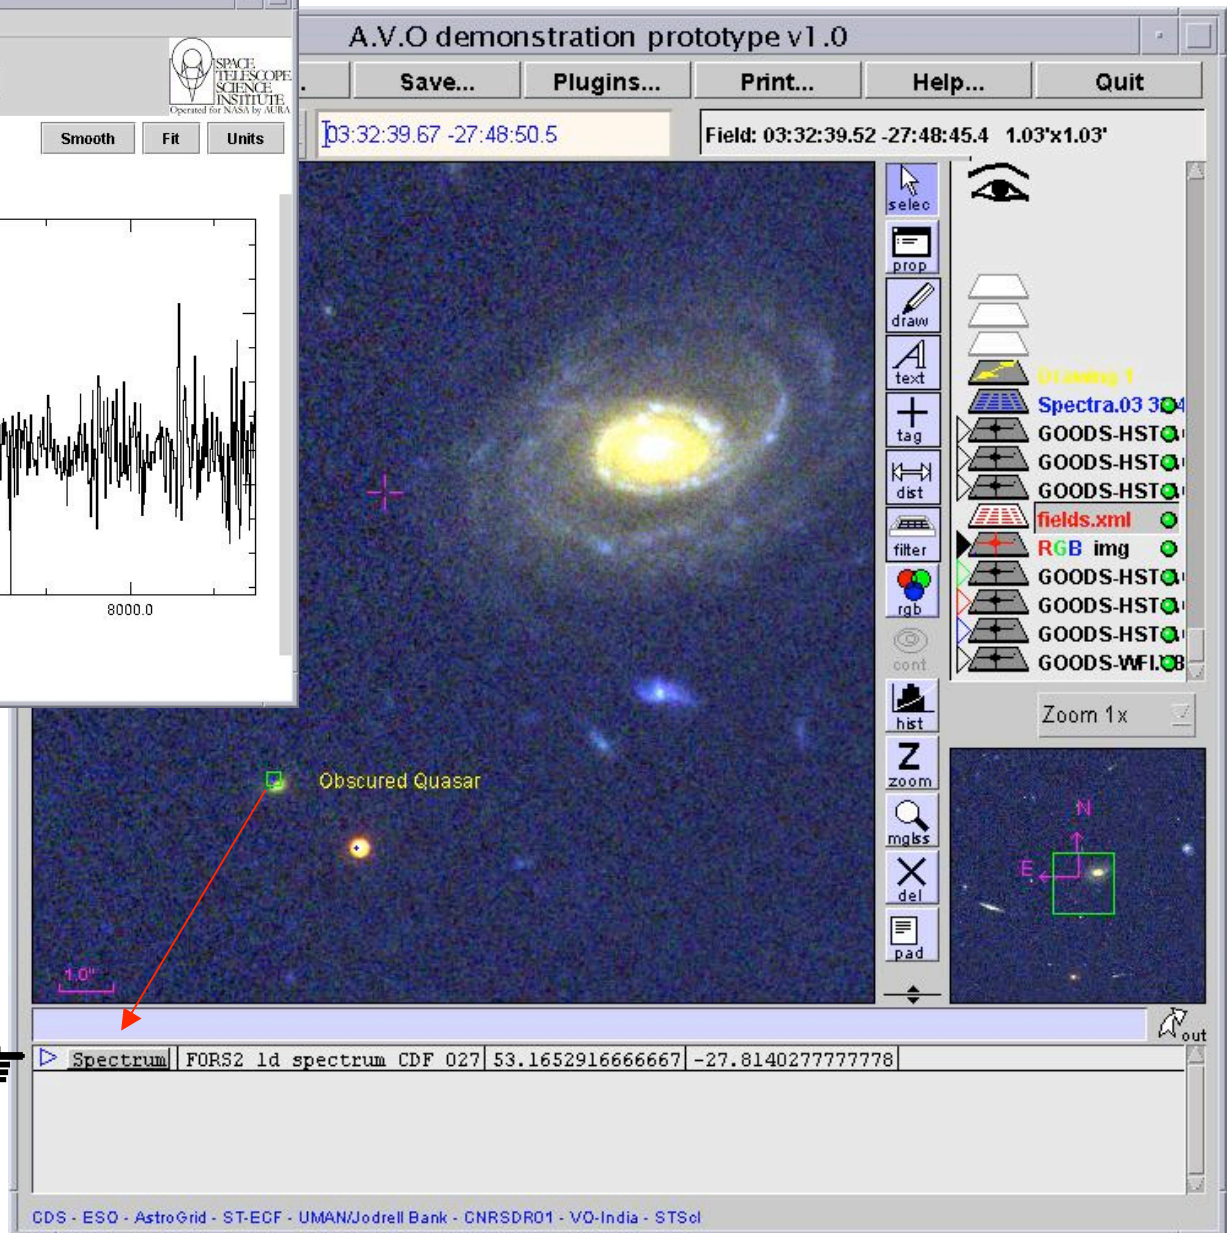 A.V.O demonstration prototype v1.0
SPACE
TELESCOPE
SCIENCE
INSTITUTE
Operated for NASA by AURA
Save... Plugins... Print... Help... Quit
Smooth Fit Units
03:32:39.67 -27:48:50.5
Field: 03:32:39.52 -27:48:45.4 1.03'x1.03'
8000.0
selec
prop
draw
text
tag
dist
filter
rgb
cont
hist
Z
zoom
mglss
del
pad
Drawing 1
Spectra.03 3
GOODS-HST
GOODS-HST
GOODS-HST
fields.xml
RGB img
GOODS-HST
GOODS-HST
GOODS-HST
GOODS-WFI.
Zoom 1x
N
E
Obscured Quasar
1.0"
out
Spectrum FORS2 1d spectrum CDF 027 53.1652916666667 -27.8140277777778
CDS - ESO - AstroGrid - ST-ECF - UMAN/Jodrell Bank - CNRSDR01 - VO-India - STScI